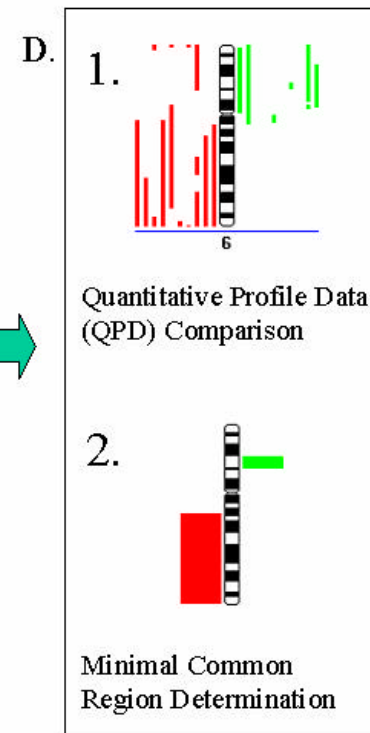 D.
1.
6
Quantitative Profile Data
(QPD) Comparison
2.
Minimal Common
Region Determination